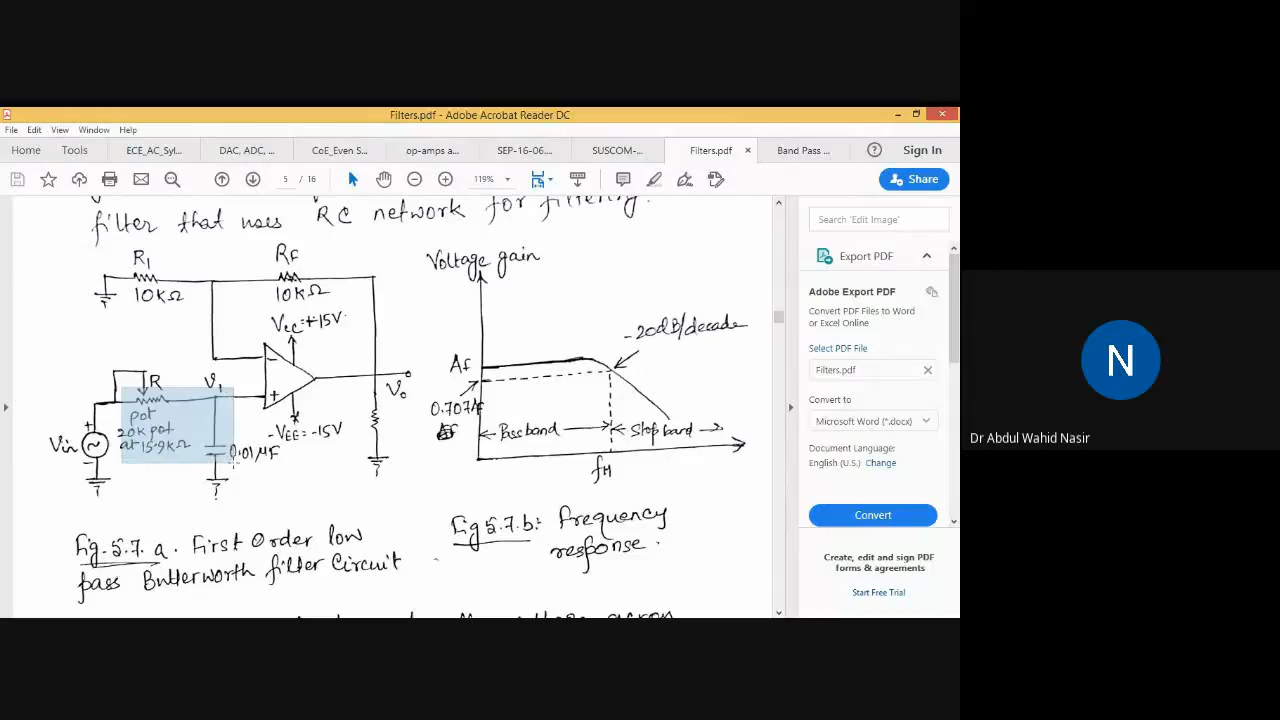 Filters.pdf - Adobe Acrobat Reader DC
File Edit View Window Help
Home Tools ECE_AC_Syl... DAC, ADC, ... CoE_Even S... op-amps a... SEP-16-06.... SUSCOM-... Filters.pdf Band Pass ... Sign In
5 / 16 119% Share
filter that uses RC network for filtering.
R1 RF
10KΩ 10KΩ
Vcc=+15V
R V1
pot
20K pot
at 15.9KΩ
Vin
0.01μF
-VEE=-15V
Vo
Fig. 5.7. a. First Order low
pass Butterworth filter Circuit
Voltage gain
-20dB/decade
Af
0.707Af
Passband Stopband
fH
Fig 5.7.b: Frequency
response.
Search 'Edit Image'
Export PDF
Adobe Export PDF
Convert PDF Files to Word
or Excel Online
Select PDF File
Filters.pdf
Convert to
Microsoft Word (*.docx)
Document Language:
English (U.S.) Change
Convert
Create, edit and sign PDF
forms & agreements
Start Free Trial
N
Dr Abdul Wahid Nasir